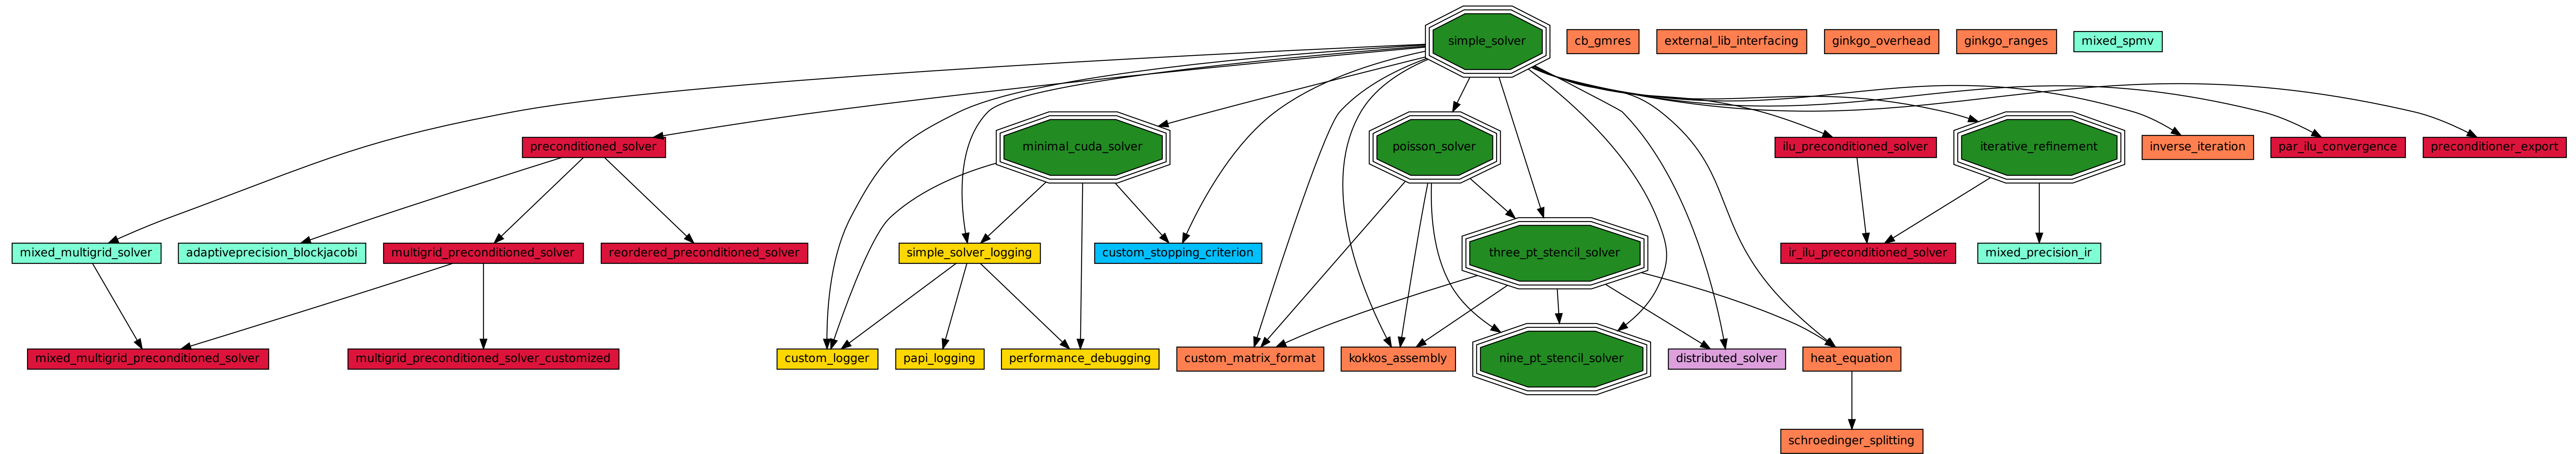 simple_solver
cb_gmres
external_lib_interfacing
ginkgo_overhead
ginkgo_ranges
mixed_spmv
preconditioned_solver
minimal_cuda_solver
poisson_solver
ilu_preconditioned_solver
iterative_refinement
inverse_iteration
par_ilu_convergence
preconditioner_export
mixed_multigrid_solver
adaptiveprecision_blockjacobi
multigrid_preconditioned_solver
reordered_preconditioned_solver
simple_solver_logging
custom_stopping_criterion
three_pt_stencil_solver
ir_ilu_preconditioned_solver
mixed_precision_ir
mixed_multigrid_preconditioned_solver
multigrid_preconditioned_solver_customized
custom_logger
papi_logging
performance_debugging
custom_matrix_format
kokkos_assembly
nine_pt_stencil_solver
distributed_solver
heat_equation
schroedinger_splitting